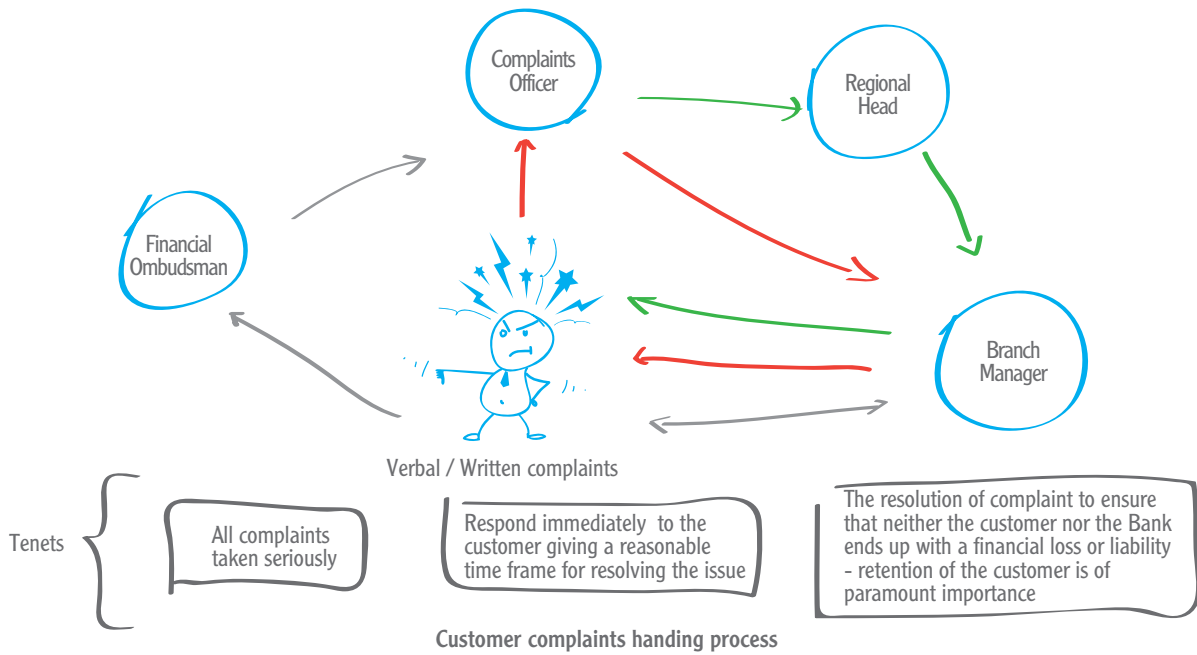 Complaints
Officer
Regional
Head
Financial
Ombudsman
Branch
Manager
Verbal / Written complaints
Tenets
All complaints
taken seriously
Respond immediately to the
customer giving a reasonable
time frame for resolving the issue
The resolution of complaint to ensure
that neither the customer nor the Bank
ends up with a financial loss or liability
- retention of the customer is of
paramount importance
Customer complaints handing process